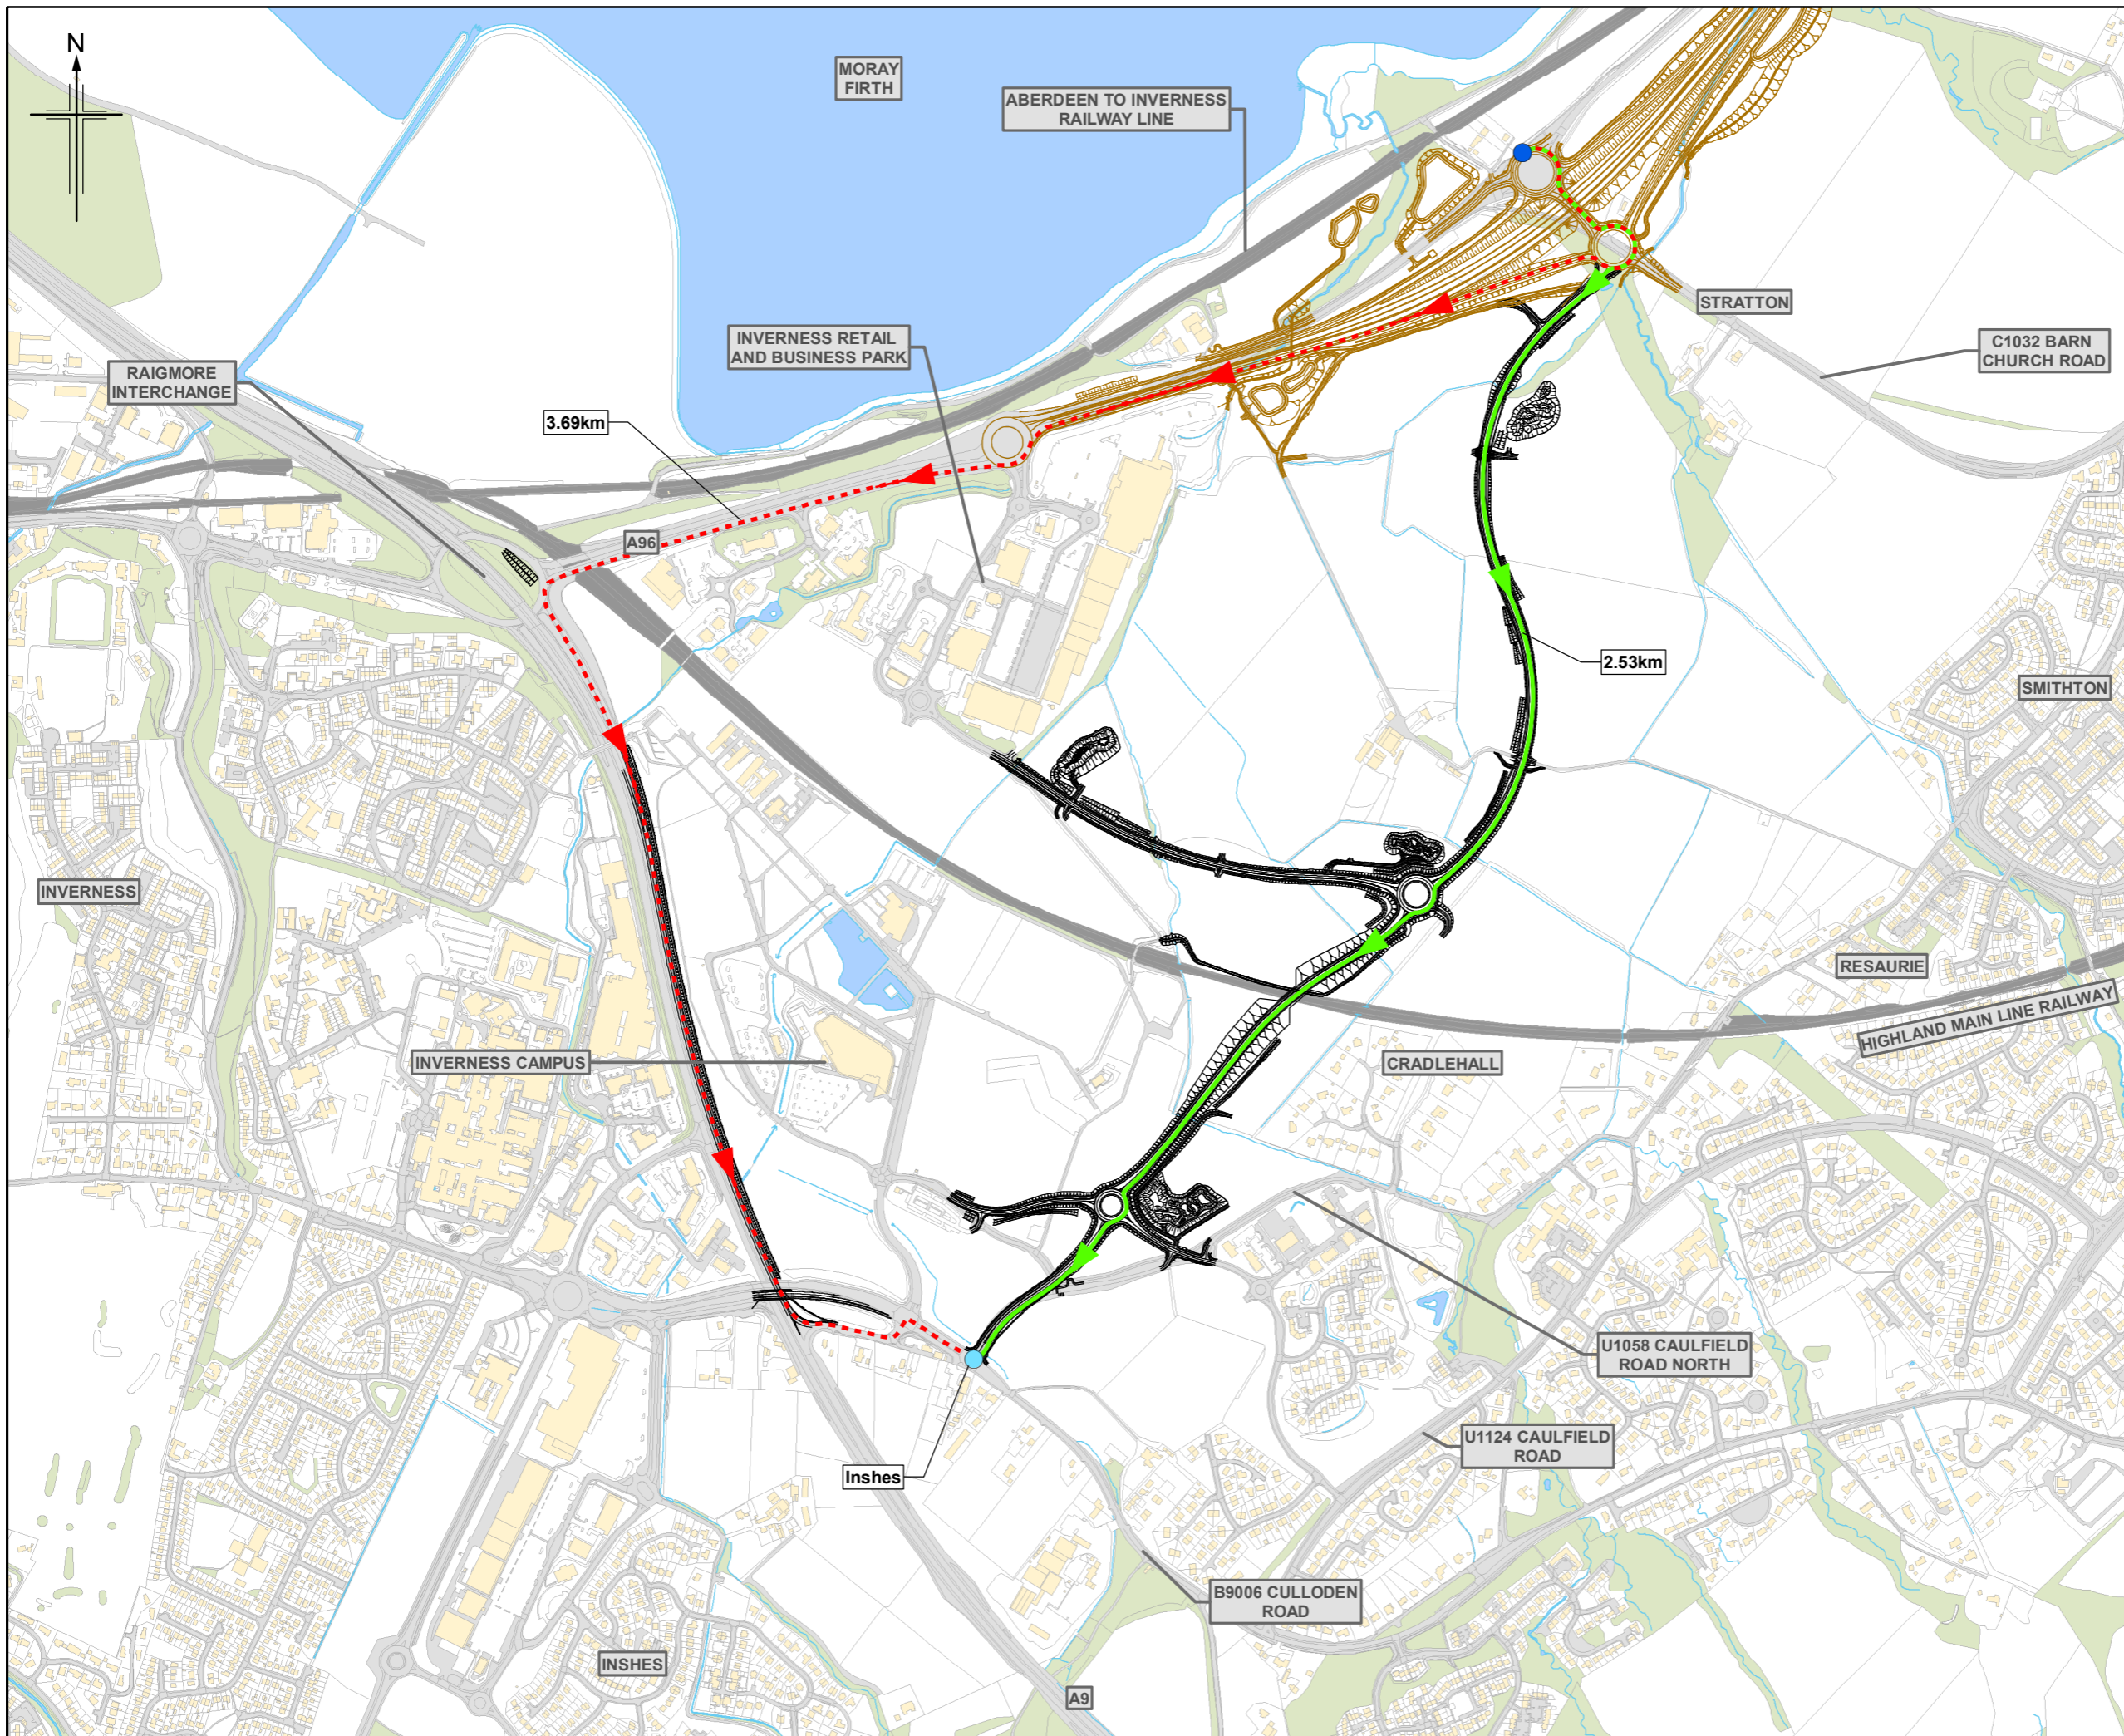 N
MORAY
FIRTH
ABERDEEN TO INVERNESS
RAILWAY LINE
STRATTON
INVERNESS RETAIL
AND BUSINESS PARK
C1032 BARN
CHURCH ROAD
RAIGMORE
INTERCHANGE
3.69km
A96
2.53km
SMITHTON
INVERNESS
RESAURIE
HIGHLAND MAIN LINE RAILWAY
INVERNESS CAMPUS
CRADLEHALL
U1058 CAULFIELD
ROAD NORTH
U1124 CAULFIELD
ROAD
Inshes
B9006 CULLODEN
ROAD
INSHES
A9